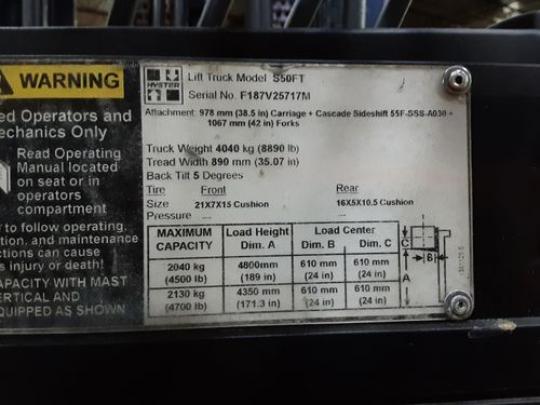 WARNING
ed Operators and
echanics Only
Read Operating
Manual located
on seat or in
operators
compartment
to follow operating,
tion, and maintenance
ctions can cause
s injury or death!
APACITY WITH MAST
ERTICAL AND
QUIPPED AS SHOWN
HYSTER
Lift Truck Model S50FT
Serial No. F187V25717M
Attachment 978 mm (38.5 in) Carriage + Cascade Sideshift 55F-SSS-A030 +
1067 mm (42 in) Forks
Truck Weight 4040 kg (8890 lb)
Tread Width 890 mm (35.07 in)
Back Tilt 5 Degrees
Tire Front Rear
Size 21X7X15 Cushion 16X5X10.5 Cushion
Pressure — —
MAXIMUM CAPACITY Load Height Dim. A Load Center Dim. B Dim. C
2040 kg 4800mm 610 mm 610 mm
(4500 lb) (189 in) (24 in) (24 in)
2130 kg 4350 mm 610 mm 610 mm
(4700 lb) (171.3 in) (24 in) (24 in)
C
B
A